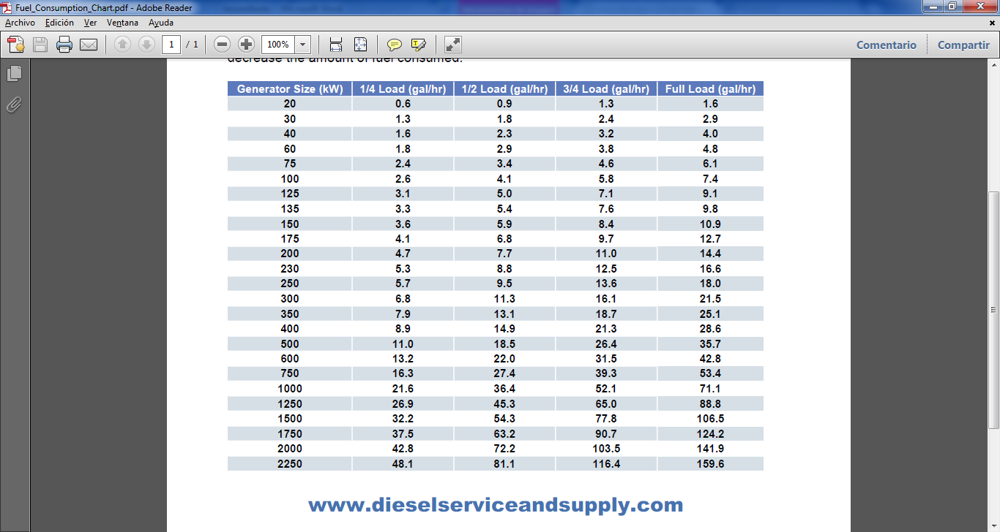 Fuel_Consumption_Chart.pdf - Adobe Reader
Archivo Edición Ver Ventana Ayuda
1 / 1 100% Comentario Compartir
decrease the amount of fuel consumed.
Generator Size (kW) 1/4 Load (gal/hr) 1/2 Load (gal/hr) 3/4 Load (gal/hr) Full Load (gal/hr)
20 0.6 0.9 1.3 1.6
30 1.3 1.8 2.4 2.9
40 1.6 2.3 3.2 4.0
60 1.8 2.9 3.8 4.8
75 2.4 3.4 4.6 6.1
100 2.6 4.1 5.8 7.4
125 3.1 5.0 7.1 9.1
135 3.3 5.4 7.6 9.8
150 3.6 5.9 8.4 10.9
175 4.1 6.8 9.7 12.7
200 4.7 7.7 11.0 14.4
230 5.3 8.8 12.5 16.6
250 5.7 9.5 13.6 18.0
300 6.8 11.3 16.1 21.5
350 7.9 13.1 18.7 25.1
400 8.9 14.9 21.3 28.6
500 11.0 18.5 26.4 35.7
600 13.2 22.0 31.5 42.8
750 16.3 27.4 39.3 53.4
1000 21.6 36.4 52.1 71.1
1250 26.9 45.3 65.0 88.8
1500 32.2 54.3 77.8 106.5
1750 37.5 63.2 90.7 124.2
2000 42.8 72.2 103.5 141.9
2250 48.1 81.1 116.4 159.6
www.dieselserviceandsupply.com